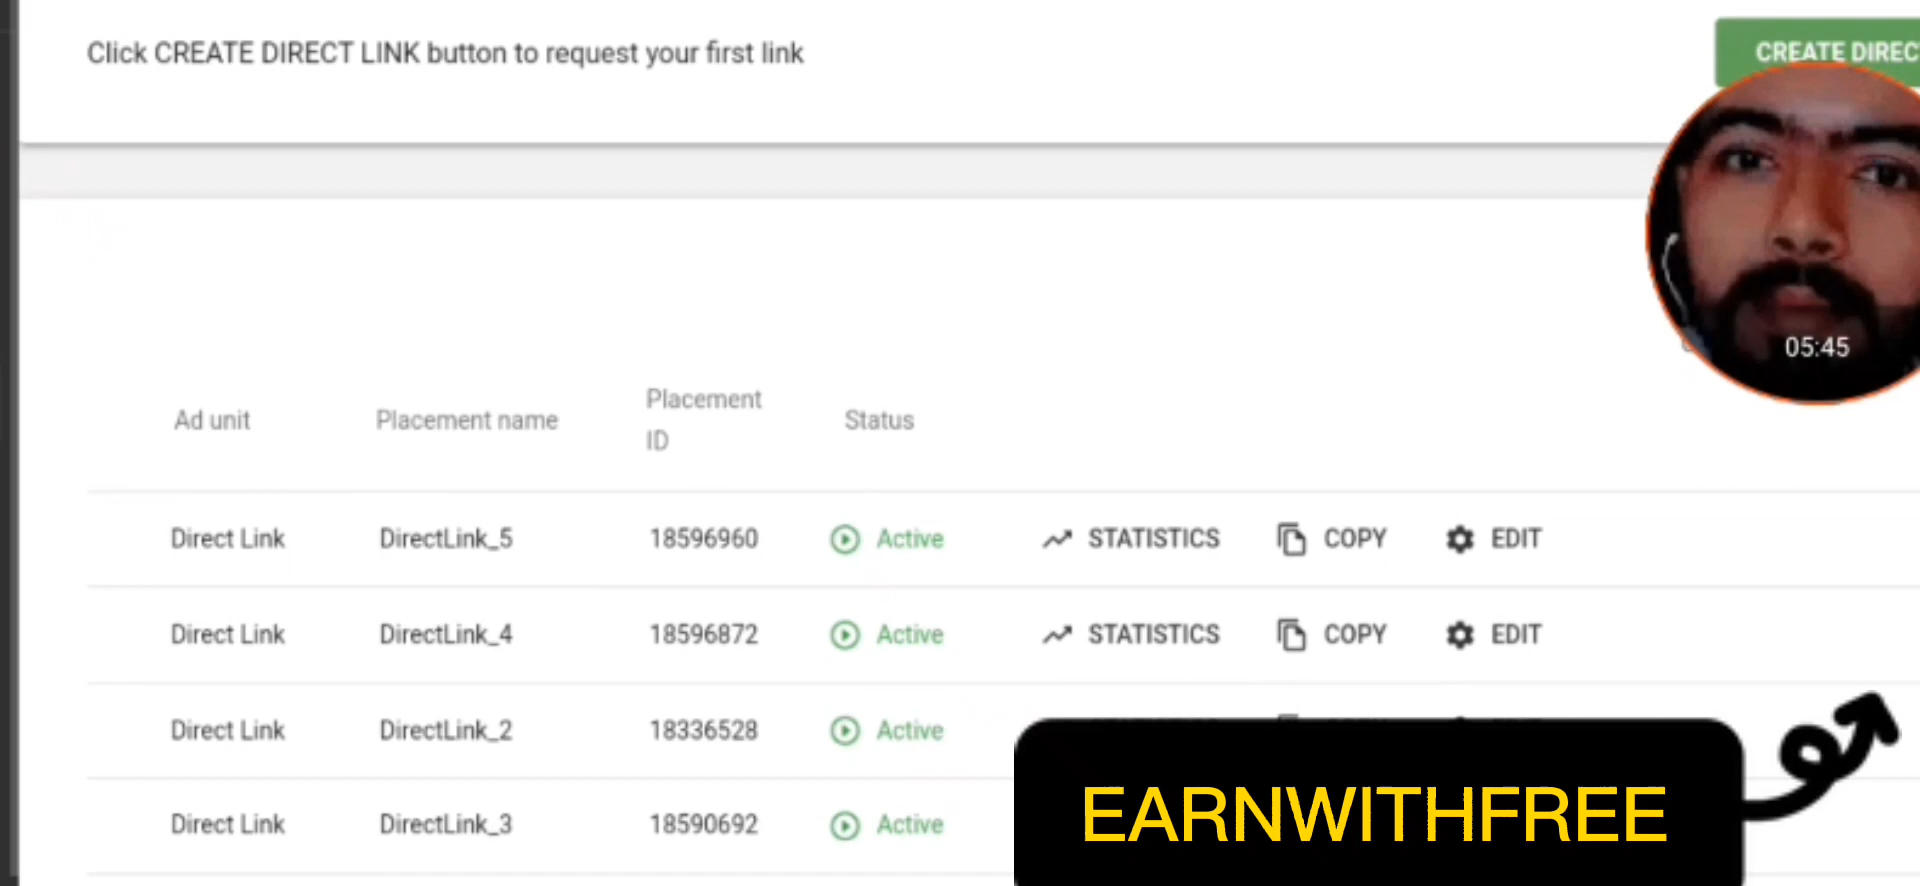 Click CREATE DIRECT LINK button to request your first link
CREATE DIREC
05:45
Ad unit Placement name Placement ID Status
Direct Link DirectLink_5 18596960 Active STATISTICS COPY EDIT
Direct Link DirectLink_4 18596872 Active STATISTICS COPY EDIT
Direct Link DirectLink_2 18336528 Active
Direct Link DirectLink_3 18590692 Active
EARNWITHFREE